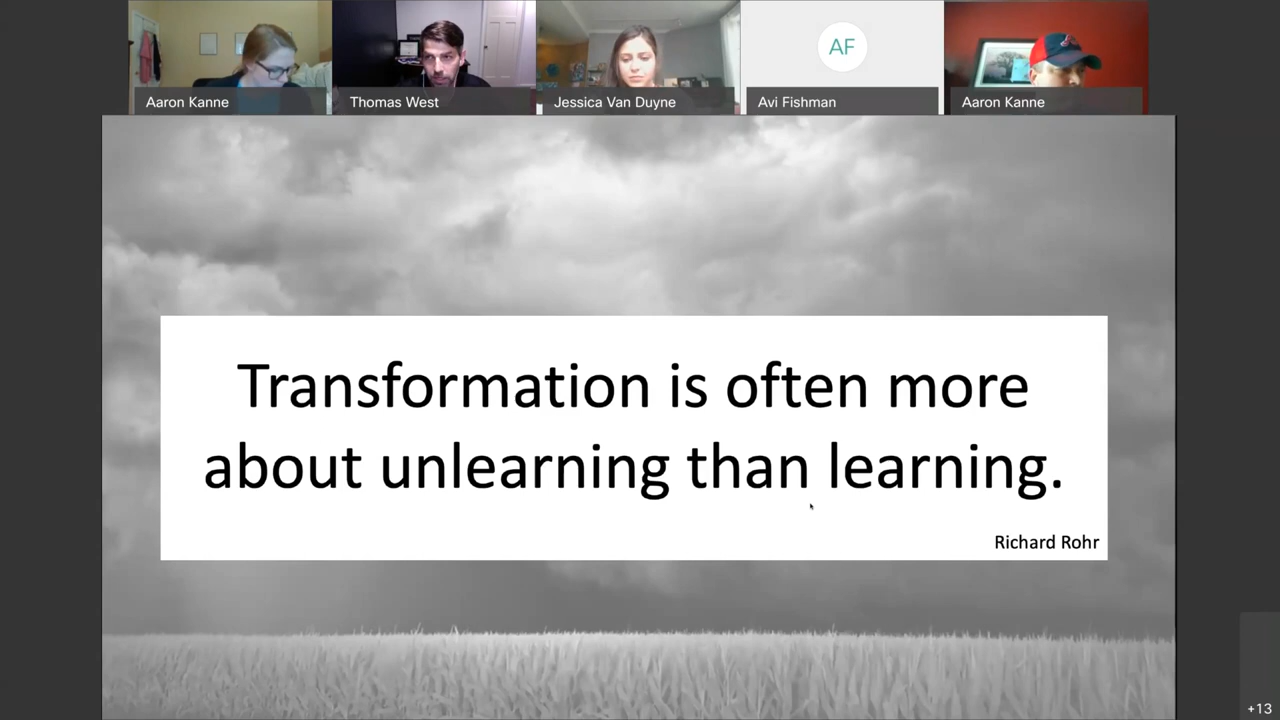 Aaron Kanne
Thomas West
Jessica Van Duyne
AF
Avi Fishman
Aaron Kanne
Transformation is often more
about unlearning than learning.
Richard Rohr
+13